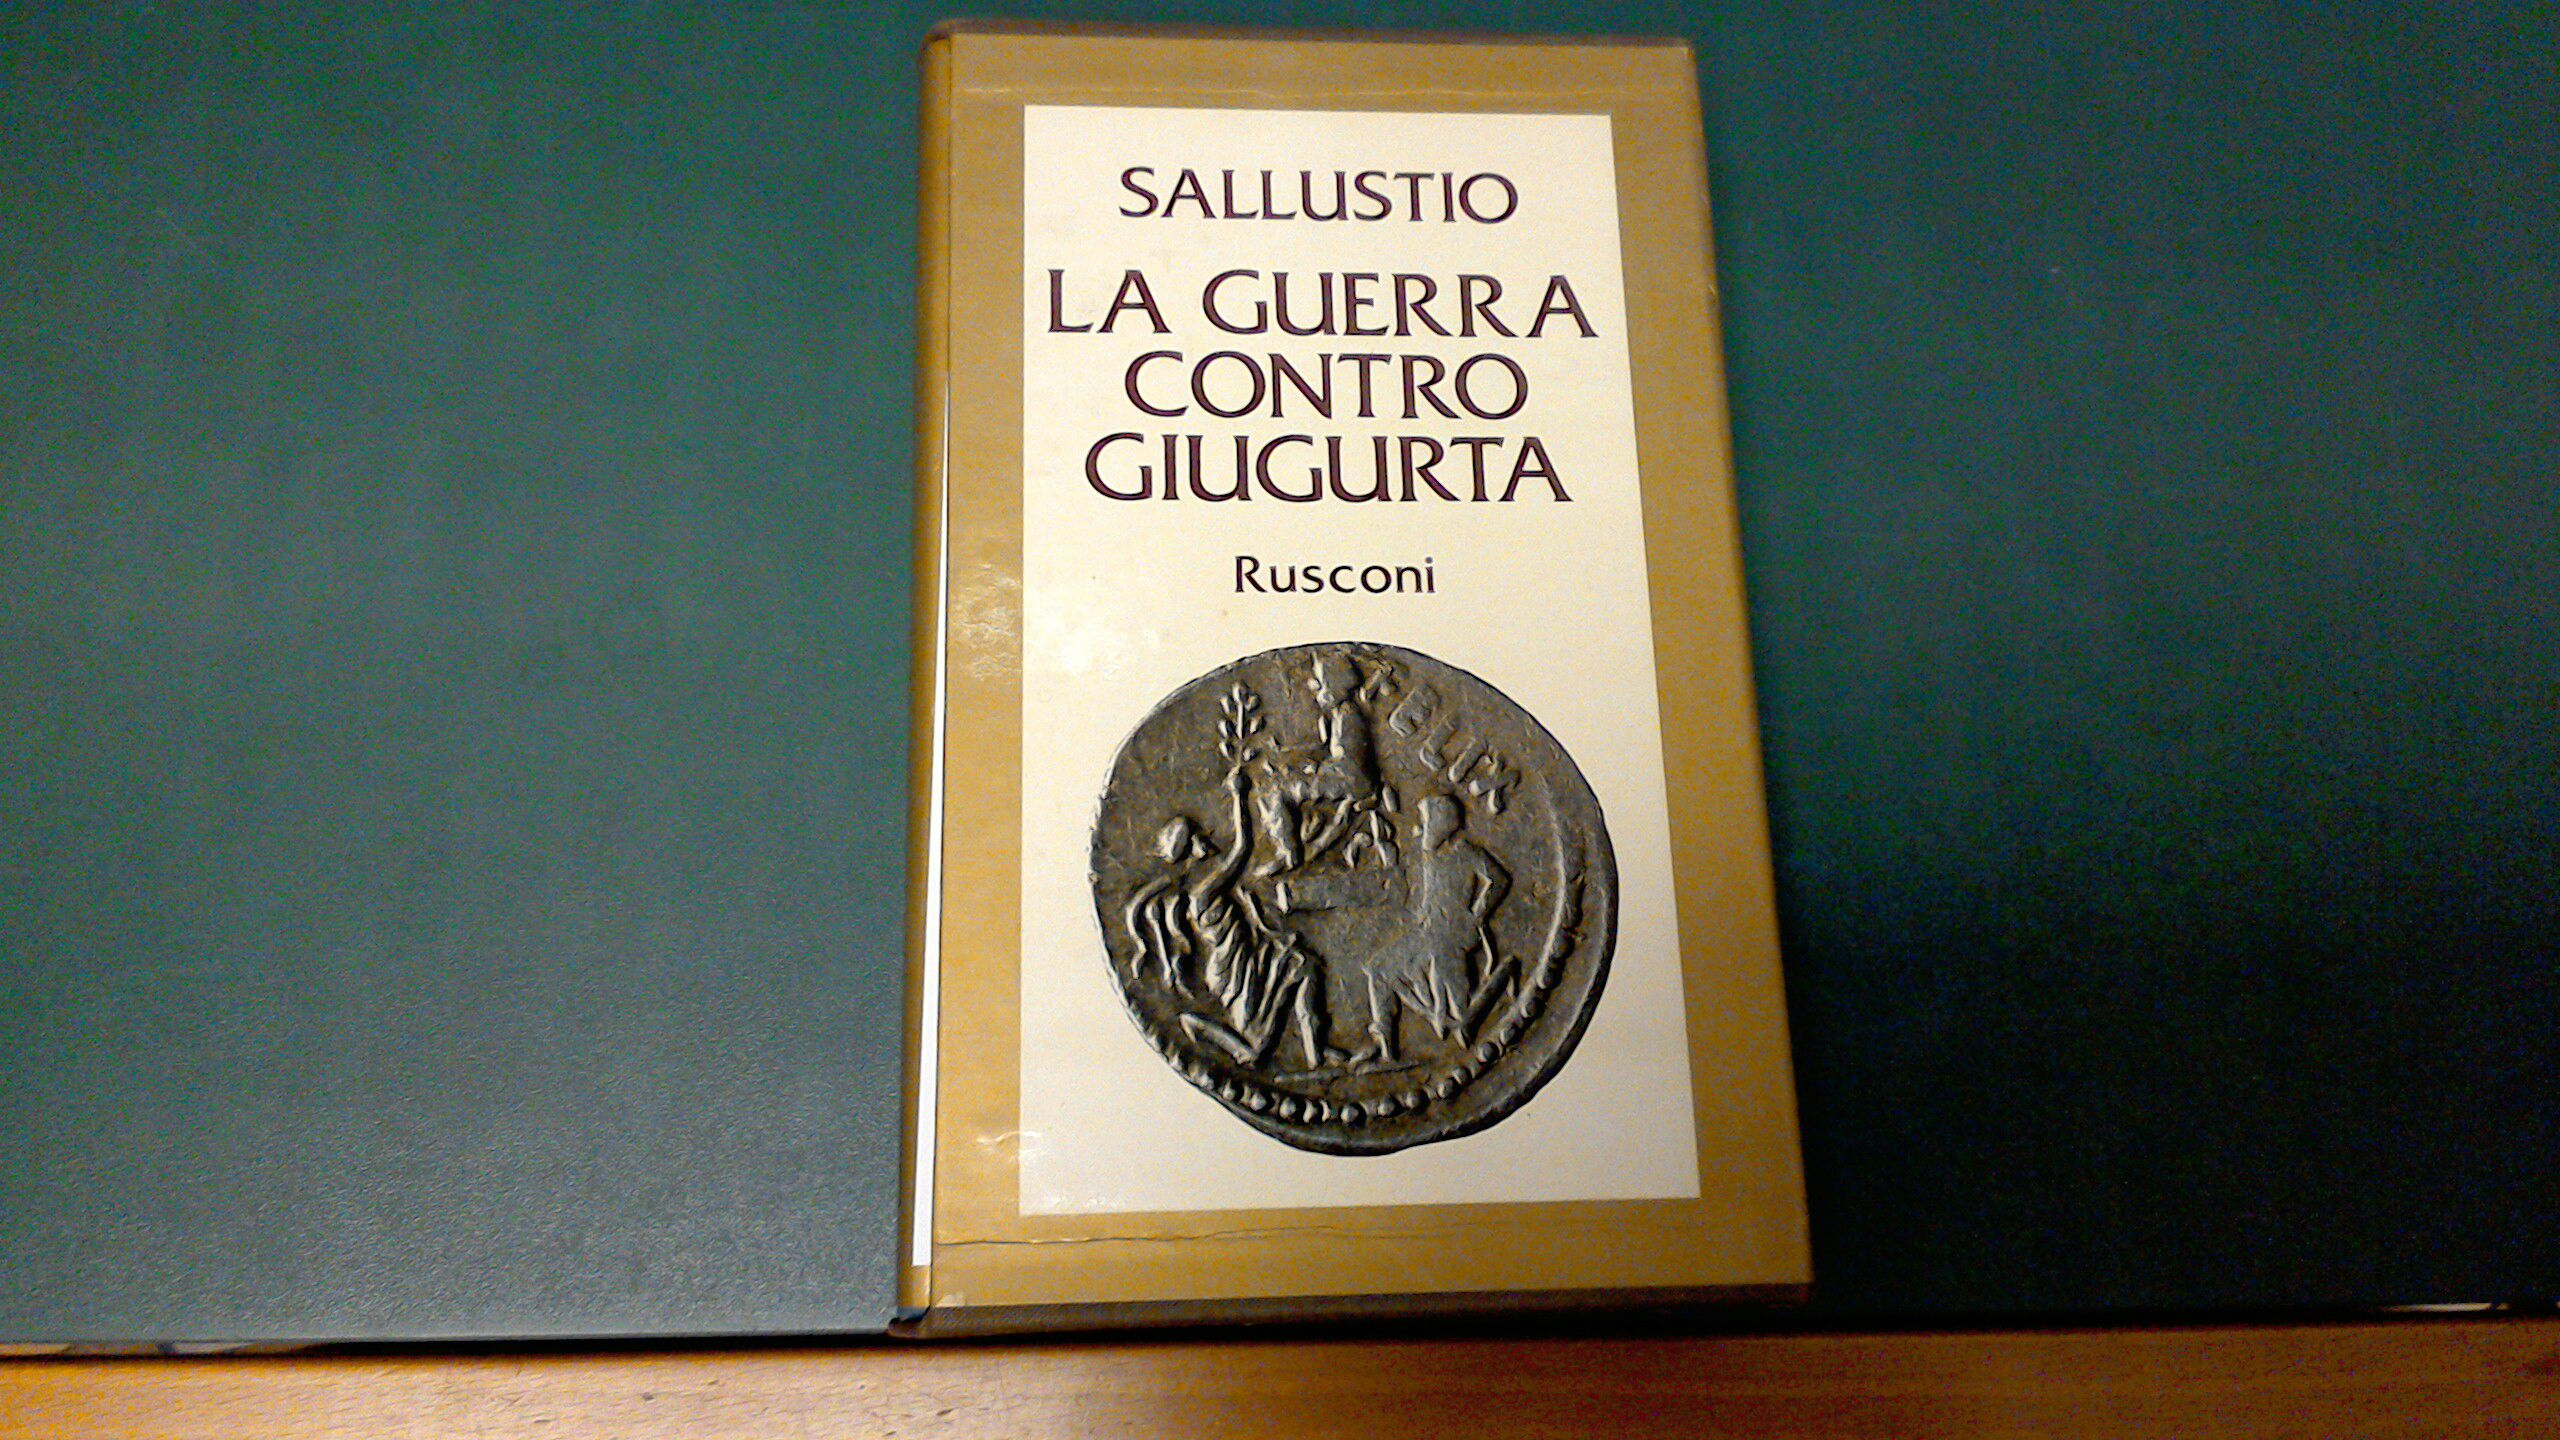 SALLUSTIO
LA GUERRA
CONTRO
GIUGURTA
Rusconi
FELIX